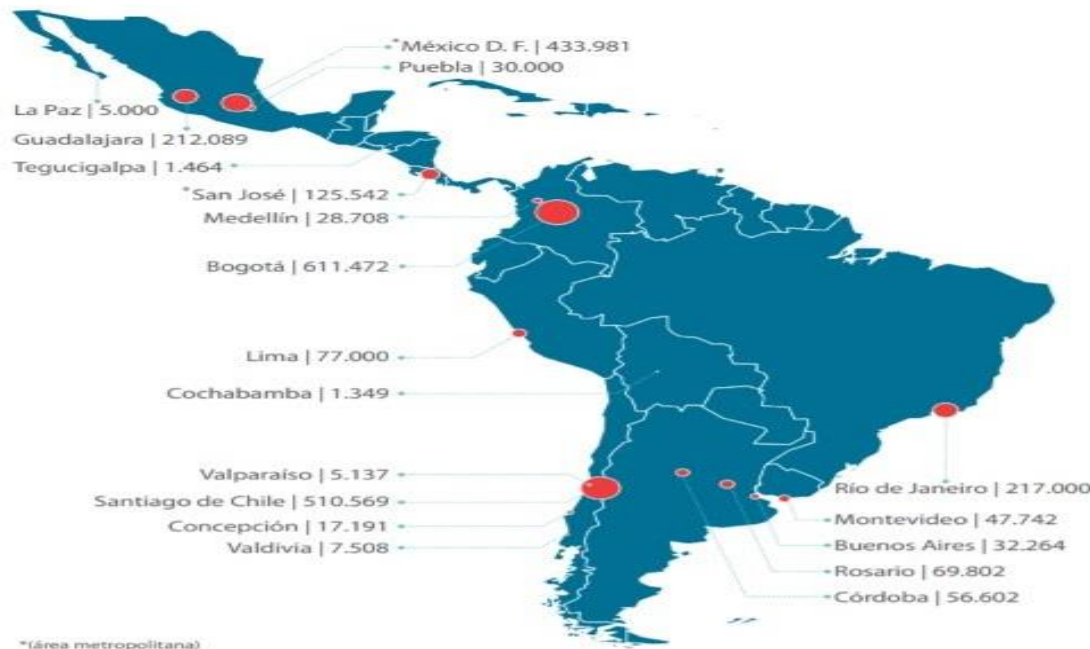 *México D. F. | 433.981
Puebla | 30.000
La Paz | 5.000
Guadalajara | 212.089
Tegucigalpa | 1.464
*San José | 125.542
Medellín | 28.708
Bogotá | 611.472
Lima | 77.000
Cochabamba | 1.349
Valparaíso | 5.137
Santiago de Chile | 510.569
Concepción | 17.191
Valdivia | 7.508
Río de Janeiro | 217.000
Montevideo | 47.742
Buenos Aires | 32.264
Rosario | 69.802
Córdoba | 56.602
*(área metropolitana)